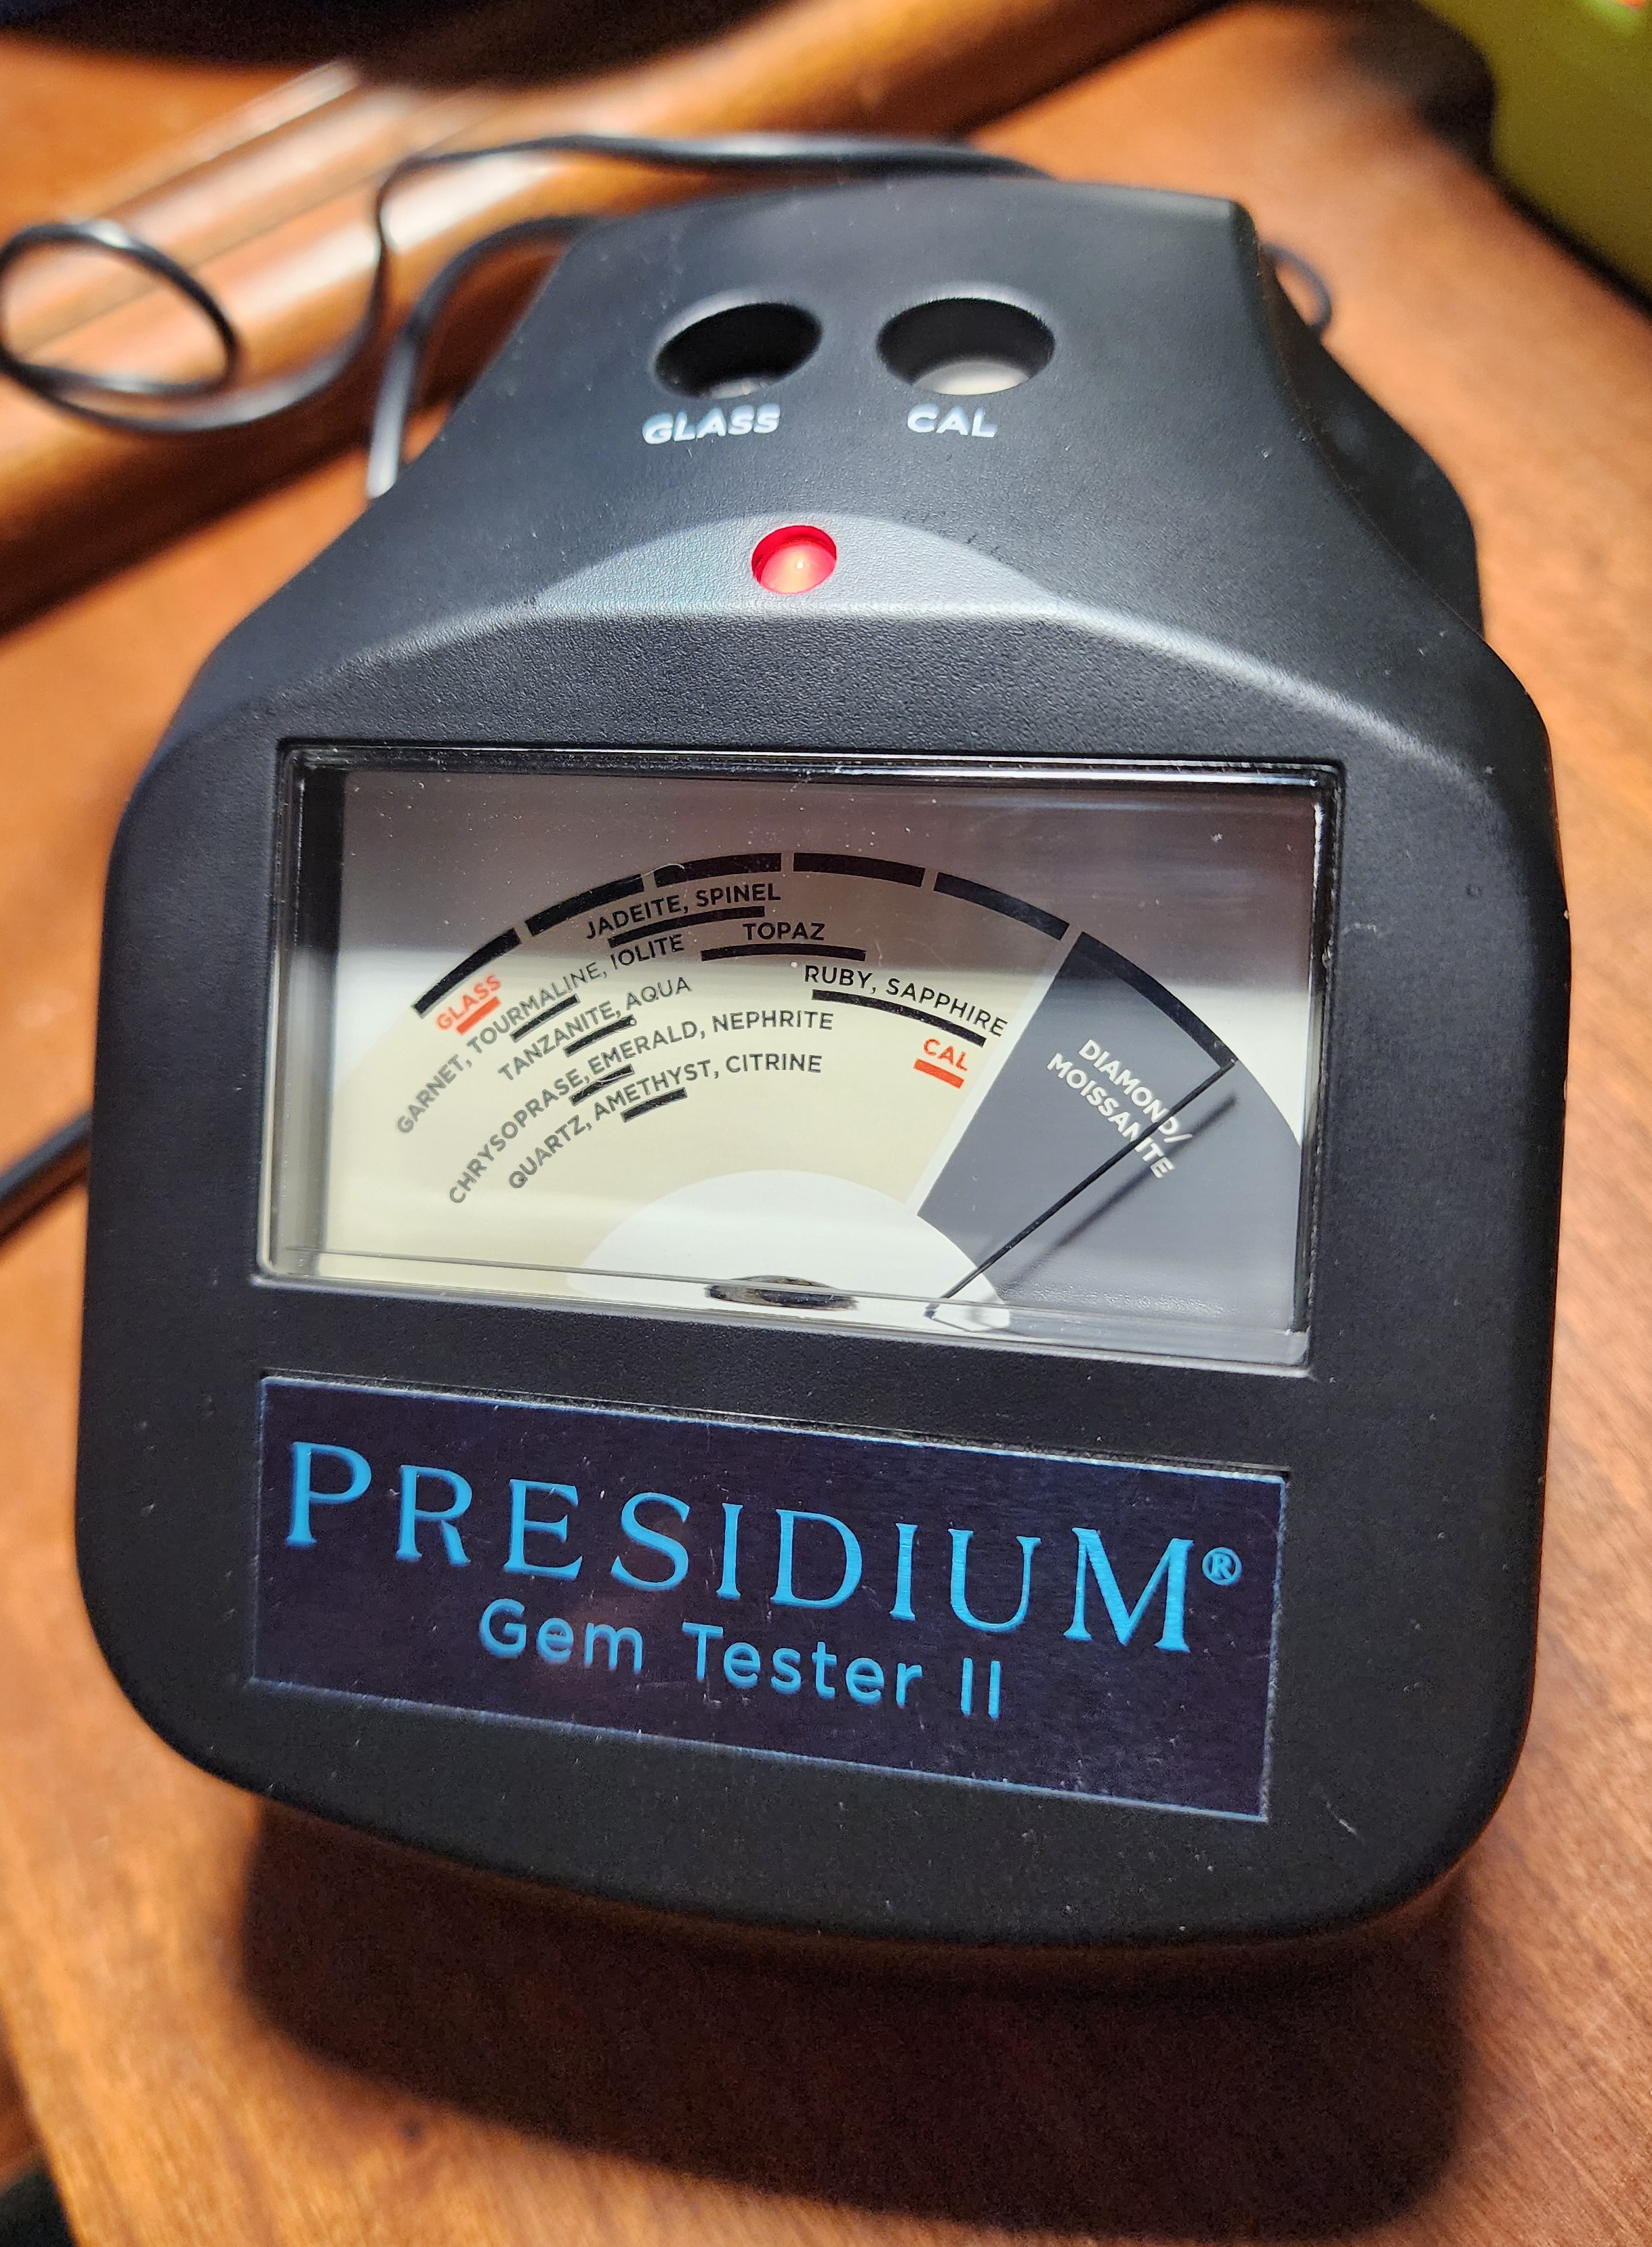 GLASS CAL
JADEITE, SPINEL
TOPAZ
GLASS
GARNET, TOURMALINE, IOLITE
RUBY, SAPPHIRE
TANZANITE, AQUA
CAL
CHRYSOPRASE, EMERALD, NEPHRITE
QUARTZ, AMETHYST, CITRINE
DIAMOND/
MOISSANITE
PRESIDIUM®
Gem Tester II